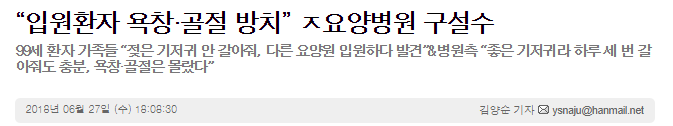 “입원환자 욕창·골절 방치” ㅈ요양병원 구설수
99세 환자 가족들 “젖은 기저귀 안 갈아줘, 다른 요양원 입원하다 발견”&병원측 “좋은 기저귀라 하루 세 번 갈
아줘도 충분, 욕창·골절은 몰랐다”
2018년 06월 27일 (수) 18:08:30 김양순 기자 ysnaju@hanmail.net